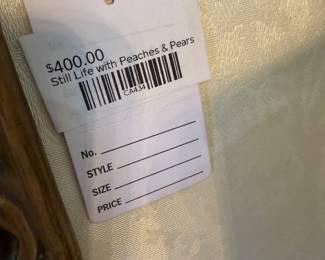 $400.00
Still Life with Peaches & Pears
CA434
No.
STYLE
SIZE
PRICE